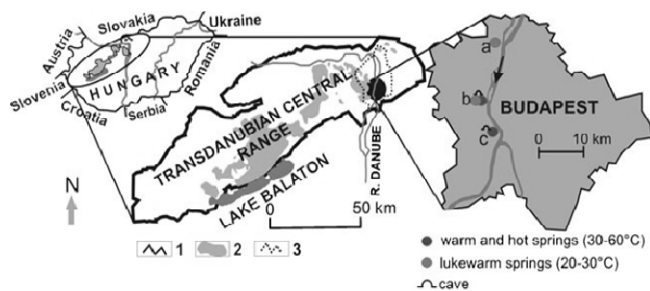 Slovakia
Ukraine
Austria
HUNGARY
Romania
Slovenia
Croatia
Serbia
TRANSDANUBIAN CENTRAL
RANGE
LAKE BALATON
R. DANUBE
N
0 50 km
1 2 3
a
b
c
BUDAPEST
0 10 km
warm and hot springs (30-60°C)
lukewarm springs (20-30°C)
cave